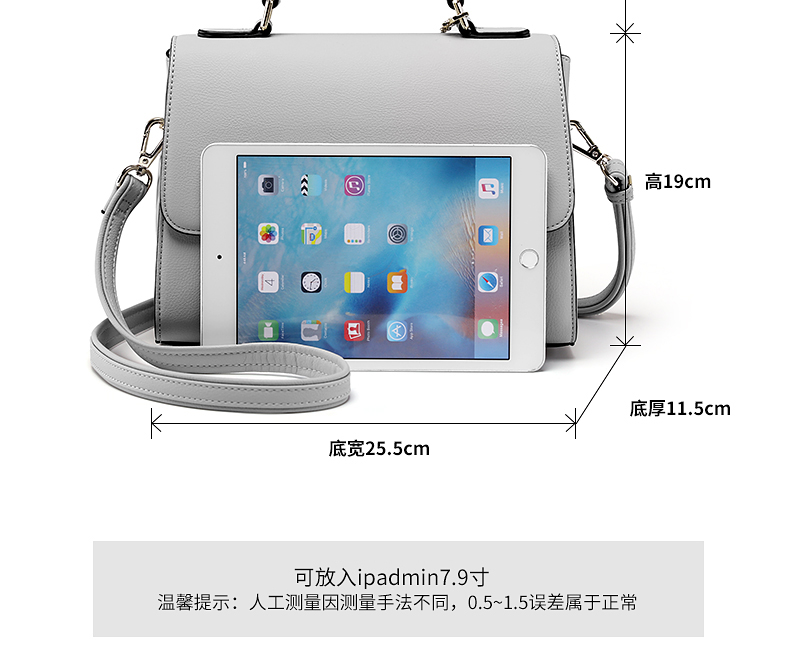 高19cm
底厚11.5cm
底宽25.5cm
可放入ipadmin7.9寸
温馨提示：人工测量因测量手法不同，0.5~1.5误差属于正常